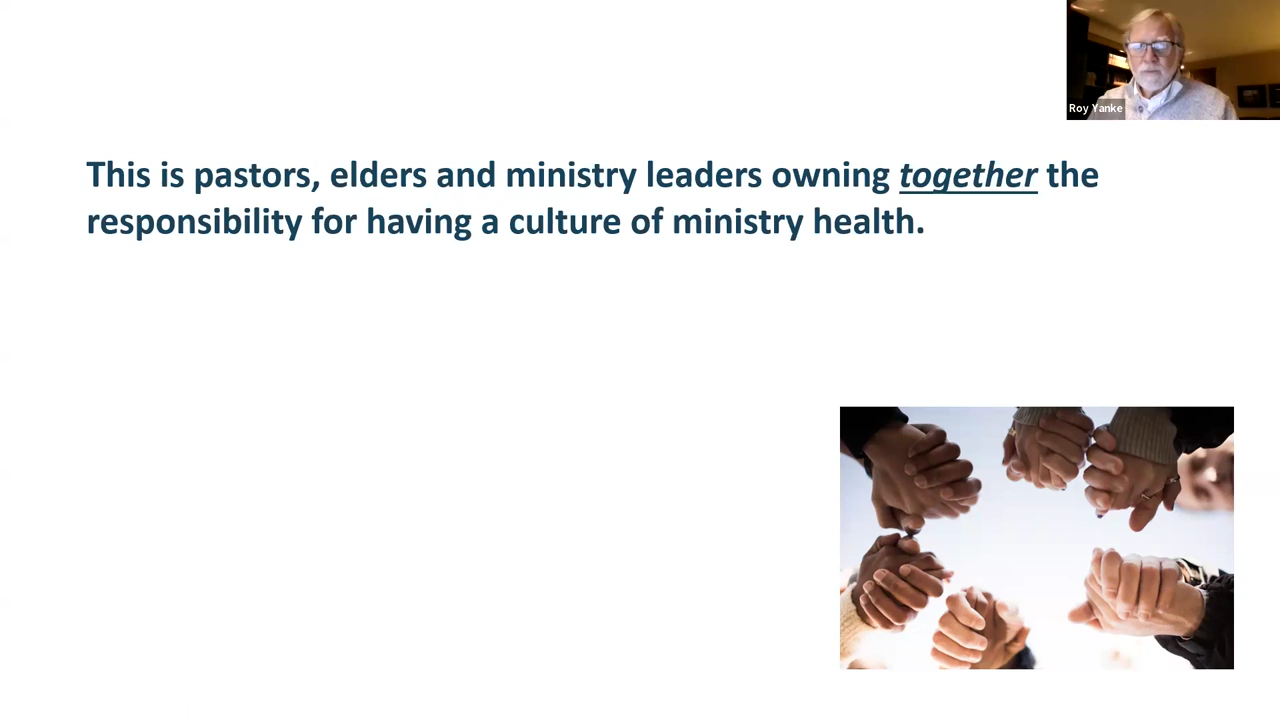 Roy Yanke
This is pastors, elders and ministry leaders owning together the
responsibility for having a culture of ministry health.